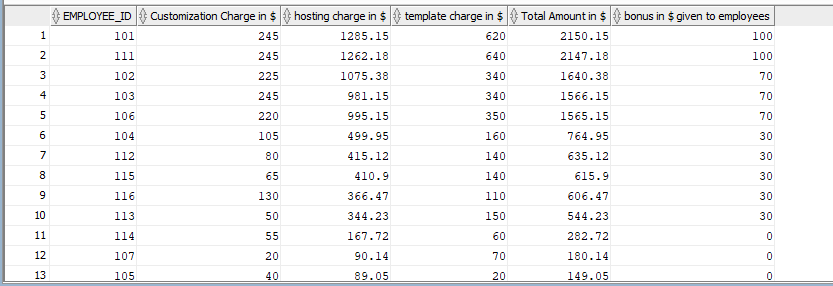 EMPLOYEE_ID Customization Charge in $ hosting charge in $ template charge in $ Total Amount in $ bonus in $ given to employees
1 101 245 1285.15 620 2150.15 100
2 111 245 1262.18 640 2147.18 100
3 102 225 1075.38 340 1640.38 70
4 103 245 981.15 340 1566.15 70
5 106 220 995.15 350 1565.15 70
6 104 105 499.95 160 764.95 30
7 112 80 415.12 140 635.12 30
8 115 65 410.9 140 615.9 30
9 116 130 366.47 110 606.47 30
10 113 50 344.23 150 544.23 30
11 114 55 167.72 60 282.72 0
12 107 20 90.14 70 180.14 0
13 105 40 89.05 20 149.05 0